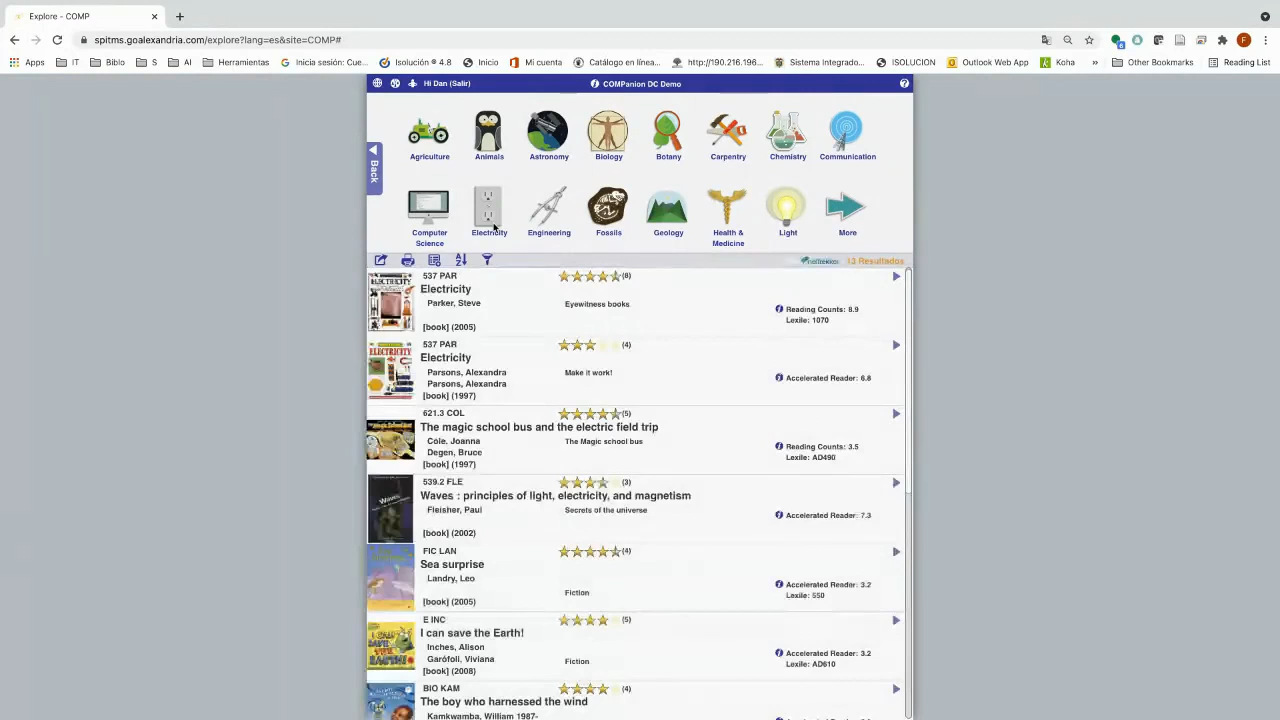 Explore - COMP
spitms.goalexandria.com/explore?lang=es&site=COMP#
Apps IT Biblo S AI Herramientas Inicia sesión: Cue... Isolución ® 4.8 Inicio Mi cuenta Catálogo en línea... http://190.216.196... Sistema Integrado... ISOLUCION Outlook Web App Koha » Other Bookmarks Reading List
Hi Dan (Salir) COMPanion DC Demo
Back
Agriculture Animals Astronomy Biology Botany Carpentry Chemistry Communication
Computer Science Electricity Engineering Fossils Geology Health & Medicine Light More
netTrekker 13 Resultados
537 PAR (8)
Electricity
Parker, Steve Eyewitness books
Reading Counts: 8.9
Lexile: 1070
[book] (2005)
537 PAR (4)
Electricity
Parsons, Alexandra Make it work!
Parsons, Alexandra Accelerated Reader: 6.8
[book] (1997)
621.3 COL (5)
The magic school bus and the electric field trip
Cole, Joanna The Magic school bus
Degen, Bruce Reading Counts: 3.5
Lexile: AD490
[book] (1997)
539.2 FLE (3)
Waves : principles of light, electricity, and magnetism
Fleisher, Paul Secrets of the universe
Accelerated Reader: 7.3
[book] (2002)
FIC LAN (4)
Sea surprise
Landry, Leo
Fiction Accelerated Reader: 3.2
Lexile: 550
[book] (2005)
E INC (5)
I can save the Earth!
Inches, Alison
Garófoli, Viviana Fiction Accelerated Reader: 3.2
Lexile: AD610
[book] (2008)
BIO KAM (4)
The boy who harnessed the wind
Kamkwamba, William 1987-